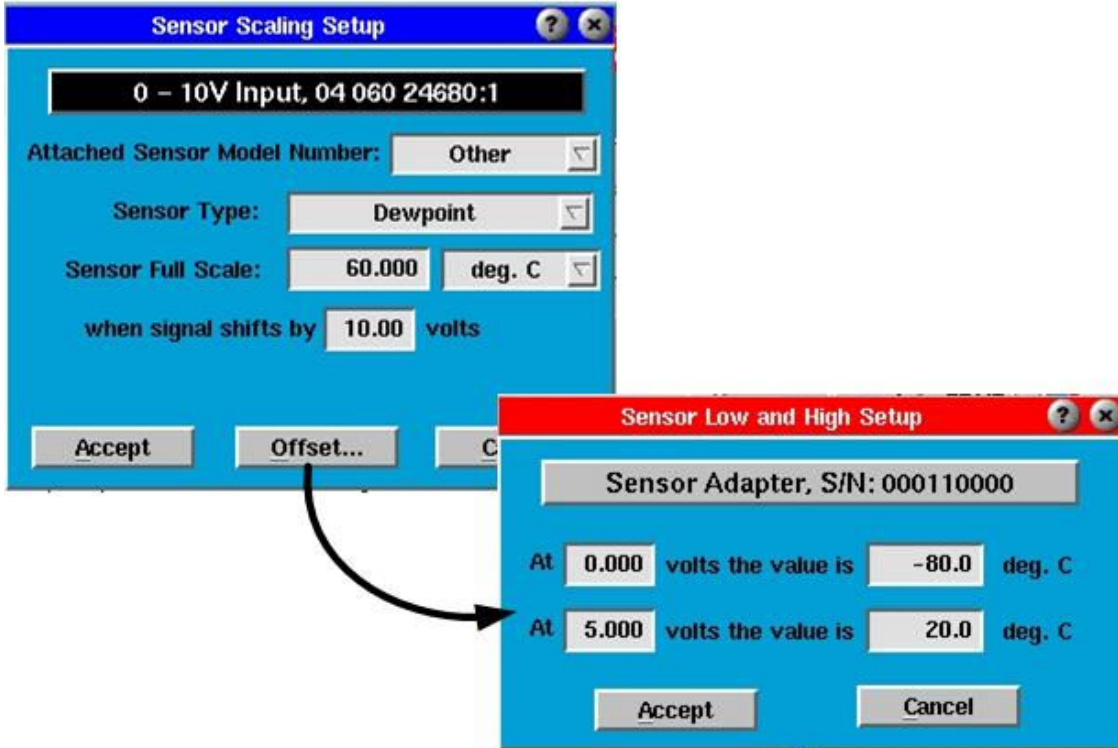 Sensor Scaling Setup
? ×
0 – 10V Input, 04 060 24680:1
Attached Sensor Model Number: Other
Sensor Type: Dewpoint
Sensor Full Scale: 60.000 deg. C
when signal shifts by 10.00 volts
Accept Offset... C
Sensor Low and High Setup
? ×
Sensor Adapter, S/N: 000110000
At 0.000 volts the value is -80.0 deg. C
At 5.000 volts the value is 20.0 deg. C
Accept Cancel